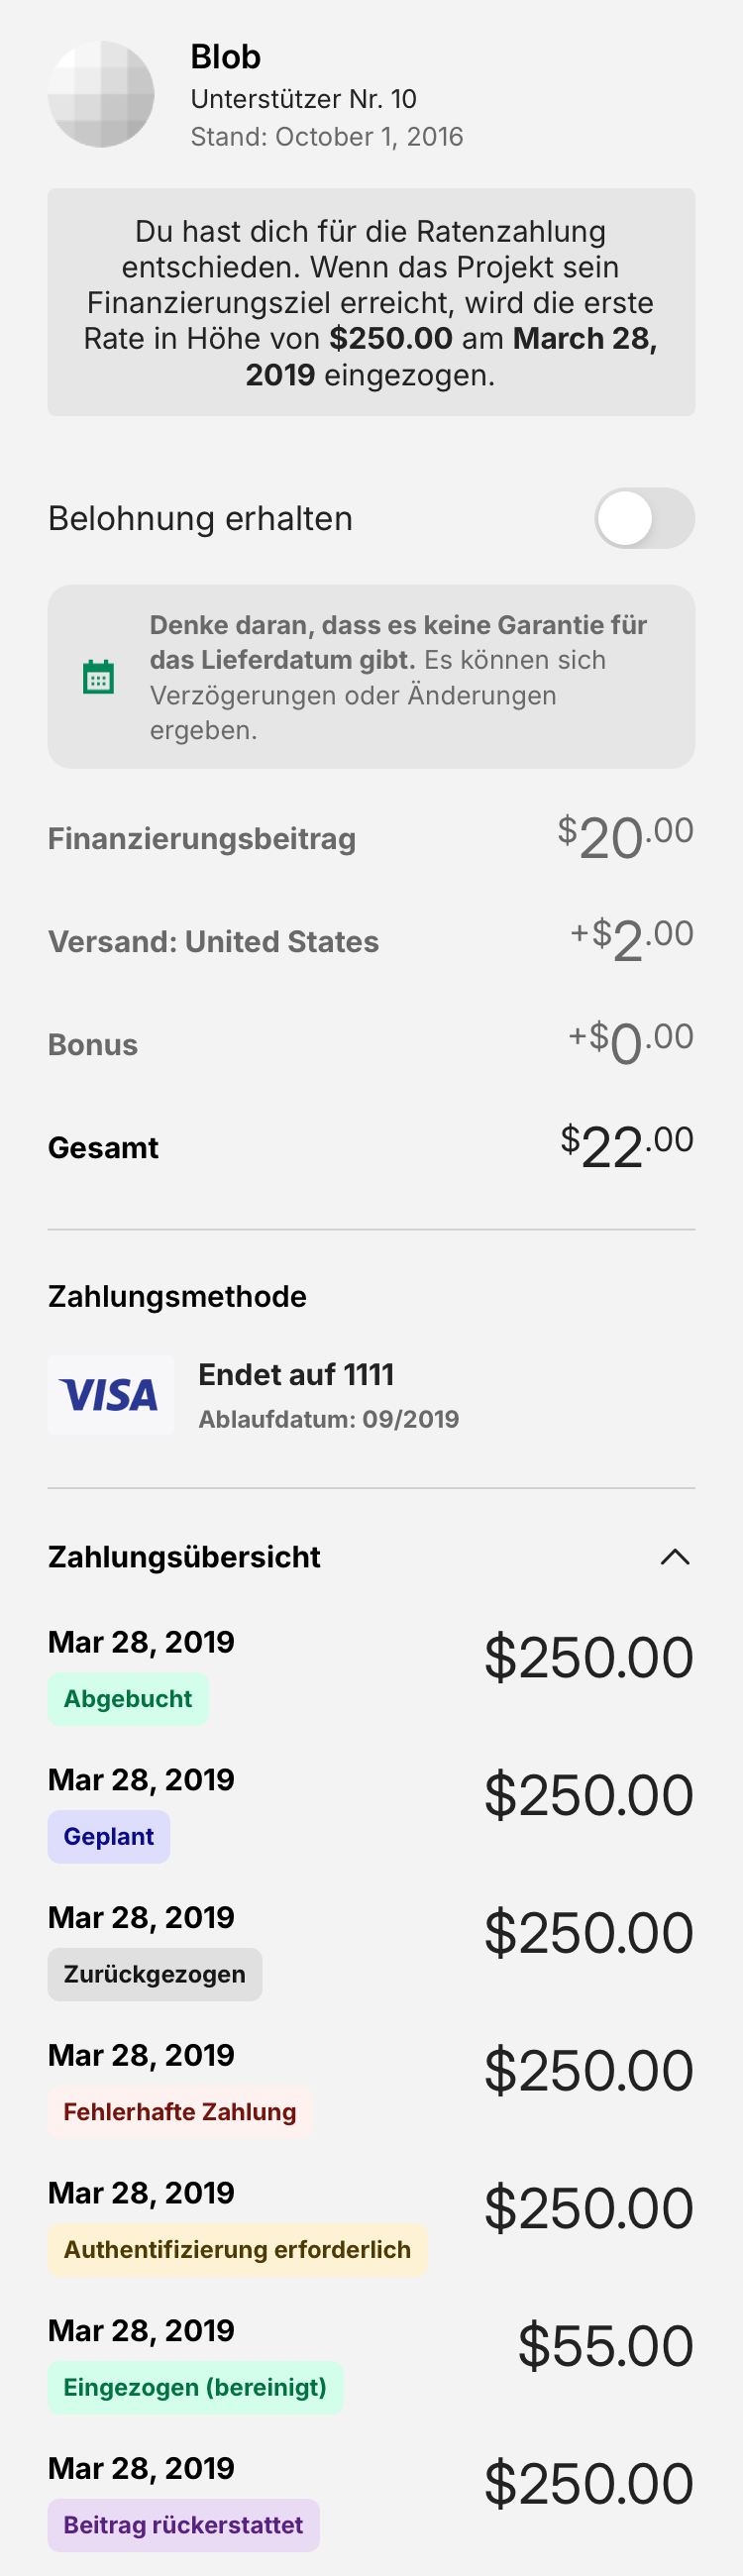 Blob
Unterstützer Nr. 10
Stand: October 1, 2016
Du hast dich für die Ratenzahlung
entschieden. Wenn das Projekt sein
Finanzierungsziel erreicht, wird die erste
Rate in Höhe von $250.00 am March 28,
2019 eingezogen.
Belohnung erhalten
Denke daran, dass es keine Garantie für
das Lieferdatum gibt. Es können sich
Verzögerungen oder Änderungen
ergeben.
Finanzierungsbeitrag $20.00
Versand: United States +$2.00
Bonus +$0.00
Gesamt $22.00
Zahlungsmethode
VISA Endet auf 1111
Ablaufdatum: 09/2019
Zahlungsübersicht
Mar 28, 2019 $250.00
Abgebucht
Mar 28, 2019 $250.00
Geplant
Mar 28, 2019 $250.00
Zurückgezogen
Mar 28, 2019 $250.00
Fehlerhafte Zahlung
Mar 28, 2019 $250.00
Authentifizierung erforderlich
Mar 28, 2019 $55.00
Eingezogen (bereinigt)
Mar 28, 2019 $250.00
Beitrag rückerstattet